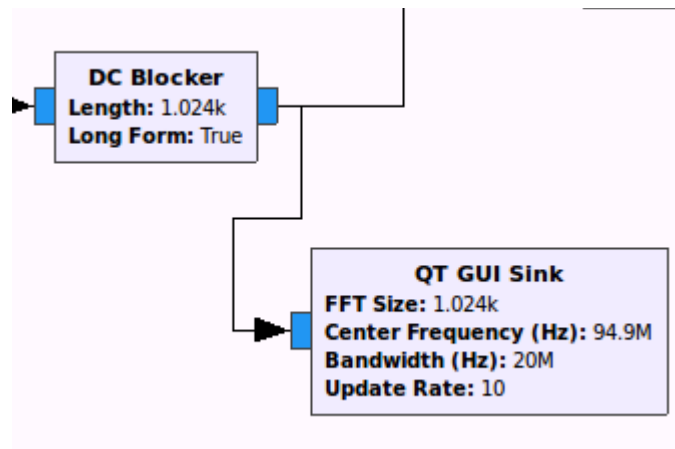 DC Blocker
Length: 1.024k
Long Form: True
QT GUI Sink
FFT Size: 1.024k
Center Frequency (Hz): 94.9M
Bandwidth (Hz): 20M
Update Rate: 10